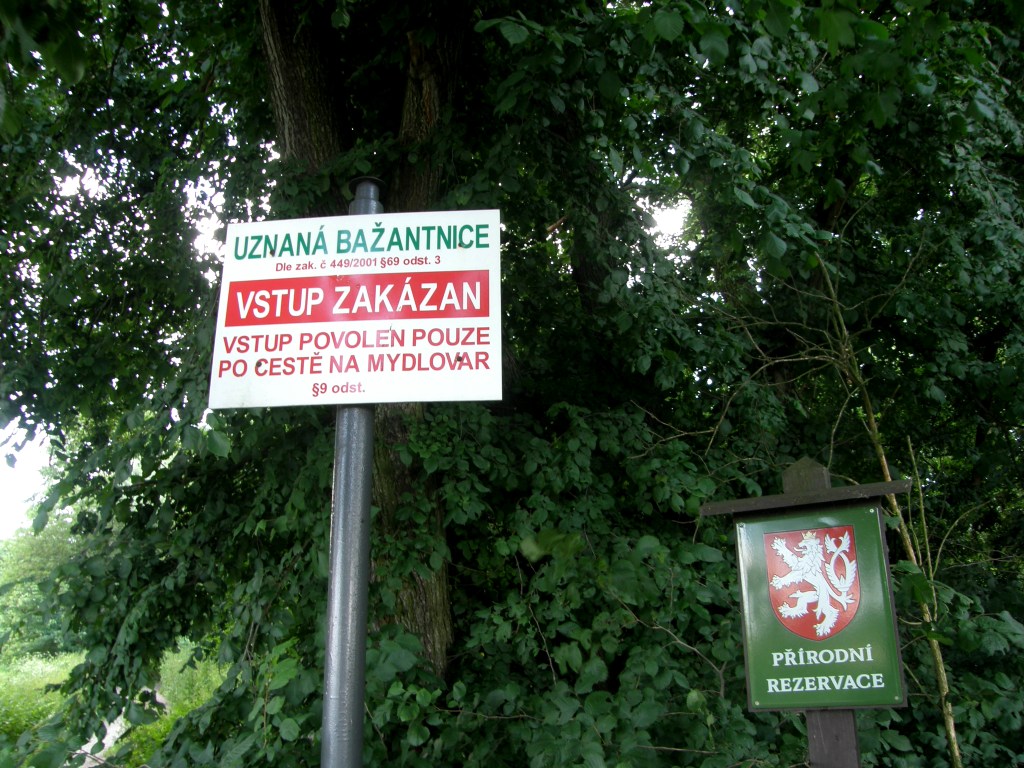 UZNANÁ BAŽANTNICE
Dle zak. č 449/2001 §69 odst. 3
VSTUP ZAKÁZAN
VSTUP POVOLEN POUZE
PO CESTĚ NA MYDLOVAR
§9 odst.
PŘÍRODNÍ
REZERVACE